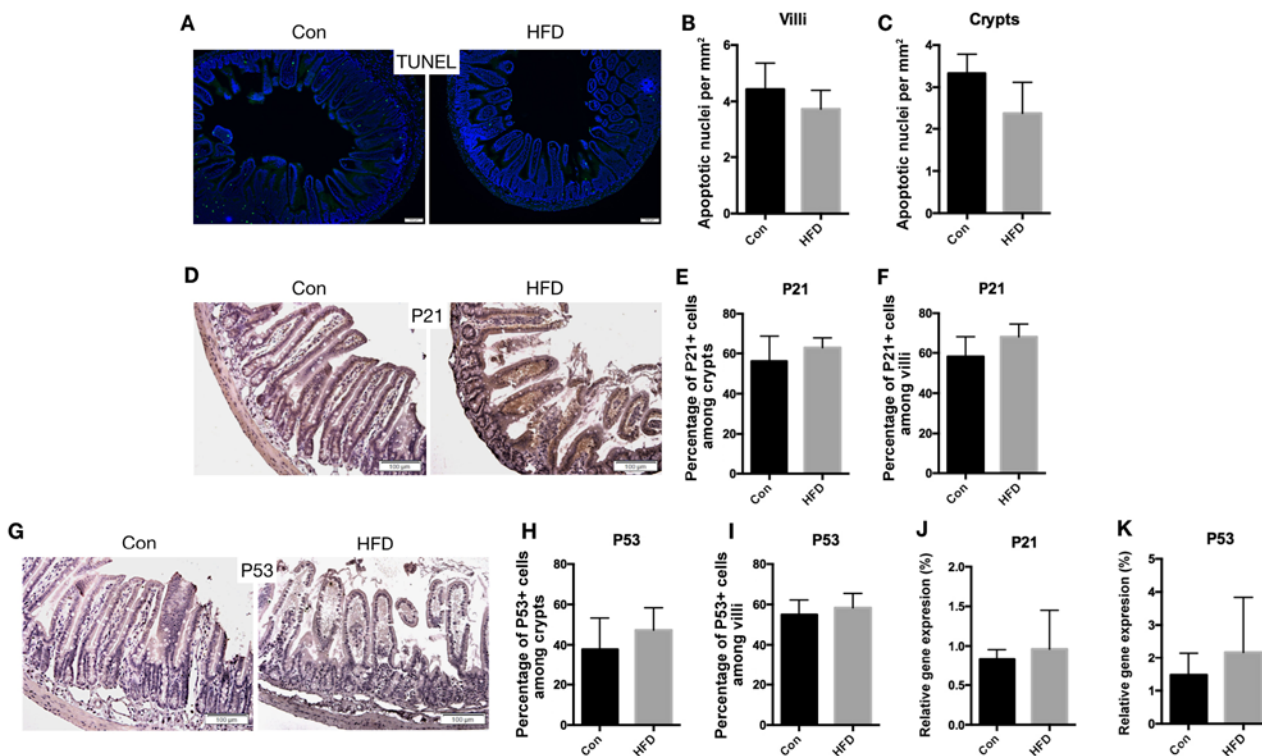 A
Con
HFD
TUNEL
B
Villi
Apoptotic nuclei per mm²
6
4
2
0
Con
HFD
C
Crypts
Apoptotic nuclei per mm²
4
3
2
1
0
Con
HFD
D
Con
HFD
P21
100 µm
100 µm
E
P21
Percentage of P21+ cells
among crypts
80
60
40
20
0
Con
HFD
F
P21
Percentage of P21+ cells
among villi
80
60
40
20
0
Con
HFD
G
Con
HFD
P53
100 µm
100 µm
H
P53
Percentage of P53+ cells
among crypts
80
60
40
20
0
Con
HFD
I
P53
Percentage of P53+ cells
among villi
80
60
40
20
0
Con
HFD
J
P21
Relative gene expresion (%)
2.0
1.5
1.0
0.5
0.0
Con
HFD
K
P53
Relative gene expresion (%)
5
4
3
2
1
0
Con
HFD